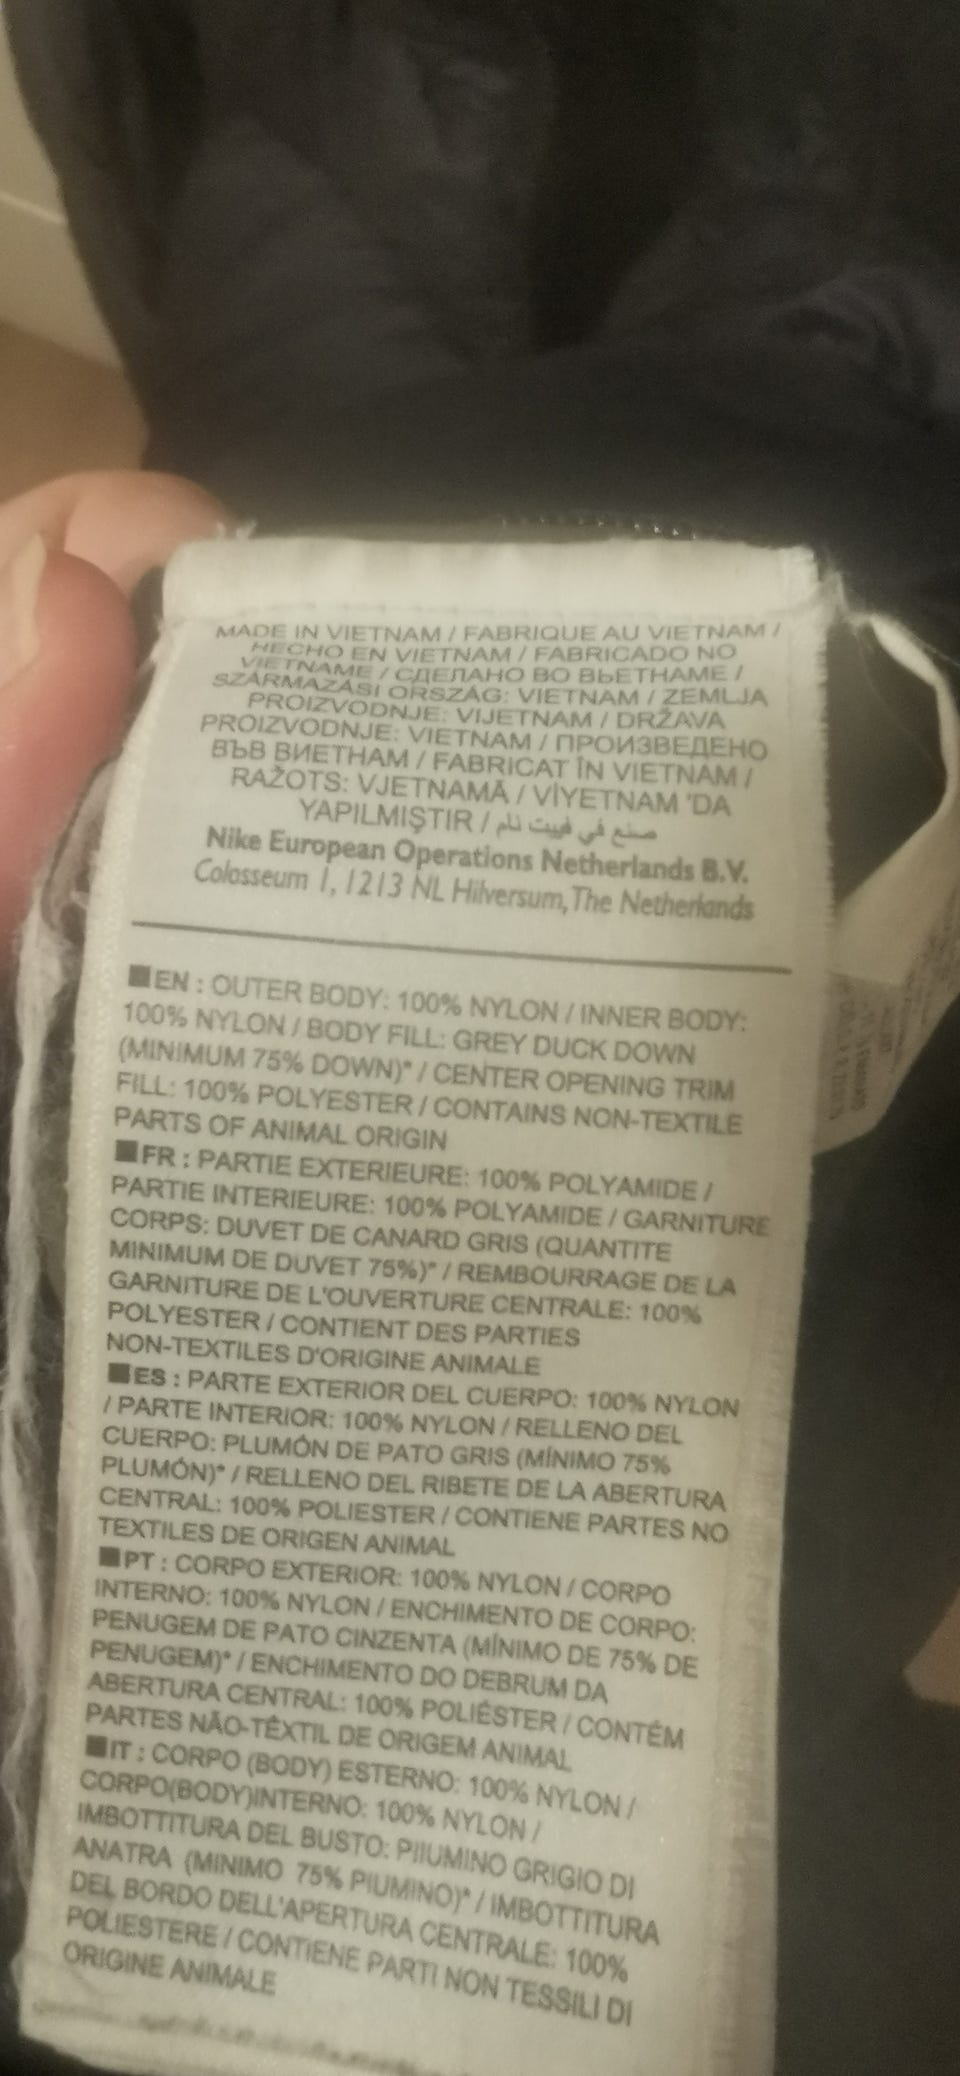 MADE IN VIETNAM / FABRIQUE AU VIETNAM /
HECHO EN VIETNAM / FABRICADO NO
VIETNAME / СДЕЛАНО ВО ВЬЕТНАМЕ /
SZÁRMAZÁSI ORSZÁG: VIETNAM / ZEMLJA
PROIZVODNJE: VIJETNAM / DRŽAVA
PROIZVODNJE: VIETNAM / ПРОИЗВЕДЕНО
ВЪВ ВИЕТНАМ / FABRICAT ÎN VIETNAM /
RAŽOTS: VJETNAMĀ / VİYETNAM 'DA
YAPILMIŞTIR / صنع في فييت نام
Nike European Operations Netherlands B.V.
Colosseum 1, 1213 NL Hilversum, The Netherlands
■EN : OUTER BODY: 100% NYLON / INNER BODY:
100% NYLON / BODY FILL: GREY DUCK DOWN
(MINIMUM 75% DOWN)* / CENTER OPENING TRIM
FILL: 100% POLYESTER / CONTAINS NON-TEXTILE
PARTS OF ANIMAL ORIGIN
■FR : PARTIE EXTERIEURE: 100% POLYAMIDE /
PARTIE INTERIEURE: 100% POLYAMIDE / GARNITURE
CORPS: DUVET DE CANARD GRIS (QUANTITE
MINIMUM DE DUVET 75%)* / REMBOURRAGE DE LA
GARNITURE DE L'OUVERTURE CENTRALE: 100%
POLYESTER / CONTIENT DES PARTIES
NON-TEXTILES D'ORIGINE ANIMALE
■ES : PARTE EXTERIOR DEL CUERPO: 100% NYLON
/ PARTE INTERIOR: 100% NYLON / RELLENO DEL
CUERPO: PLUMÓN DE PATO GRIS (MÍNIMO 75%
PLUMÓN)* / RELLENO DEL RIBETE DE LA ABERTURA
CENTRAL: 100% POLIESTER / CONTIENE PARTES NO
TEXTILES DE ORIGEN ANIMAL
■PT : CORPO EXTERIOR: 100% NYLON / CORPO
INTERNO: 100% NYLON / ENCHIMENTO DE CORPO:
PENUGEM DE PATO CINZENTA (MÍNIMO DE 75% DE
PENUGEM)* / ENCHIMENTO DO DEBRUM DA
ABERTURA CENTRAL: 100% POLIÉSTER / CONTÉM
PARTES NÃO-TÊXTIL DE ORIGEM ANIMAL
■IT : CORPO (BODY) ESTERNO: 100% NYLON /
CORPO(BODY)INTERNO: 100% NYLON /
IMBOTTITURA DEL BUSTO: PIIUMINO GRIGIO DI
ANATRA (MINIMO 75% PIUMINO)* / IMBOTTITURA
DEL BORDO DELL'APERTURA CENTRALE: 100%
POLIESTERE / CONTIENE PARTI NON TESSILI DI
ORIGINE ANIMALE